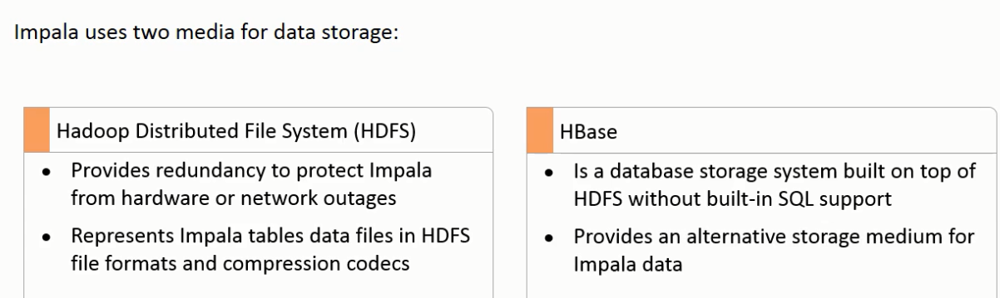 Impala uses two media for data storage:
Hadoop Distributed File System (HDFS)
• Provides redundancy to protect Impala
from hardware or network outages
• Represents Impala tables data files in HDFS
file formats and compression codecs
HBase
• Is a database storage system built on top of
HDFS without built-in SQL support
• Provides an alternative storage medium for
Impala data